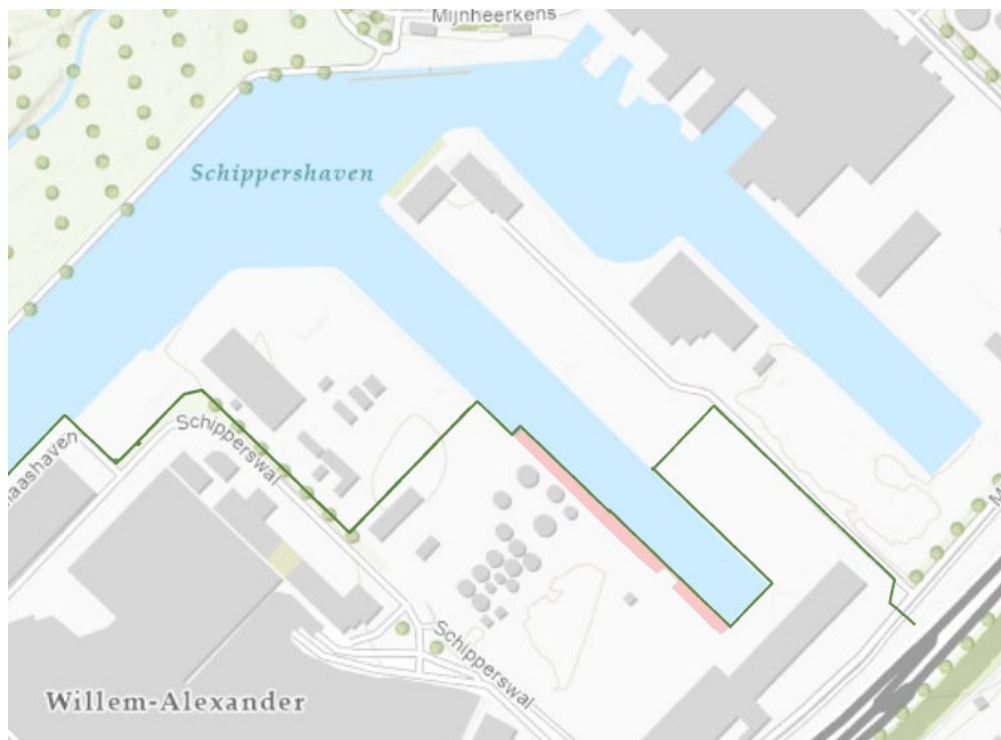 Mijnheerkens
Schippershaven
Schipperswal
aashaven
Schipperswal
M
Willem-Alexander